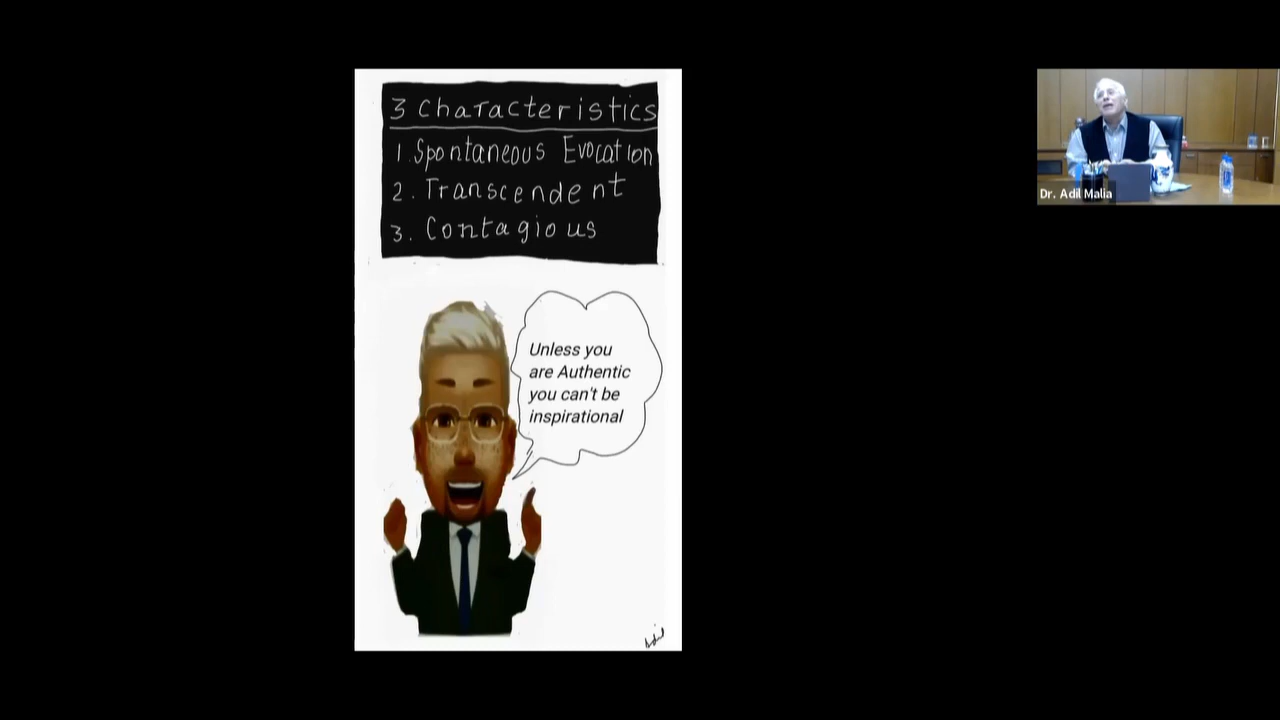 3 Characteristics
1. Spontaneous Evocation
2. Transcendent
3. Contagious
Unless you
are Authentic
you can't be
inspirational
Adil
Dr. Adil Malia